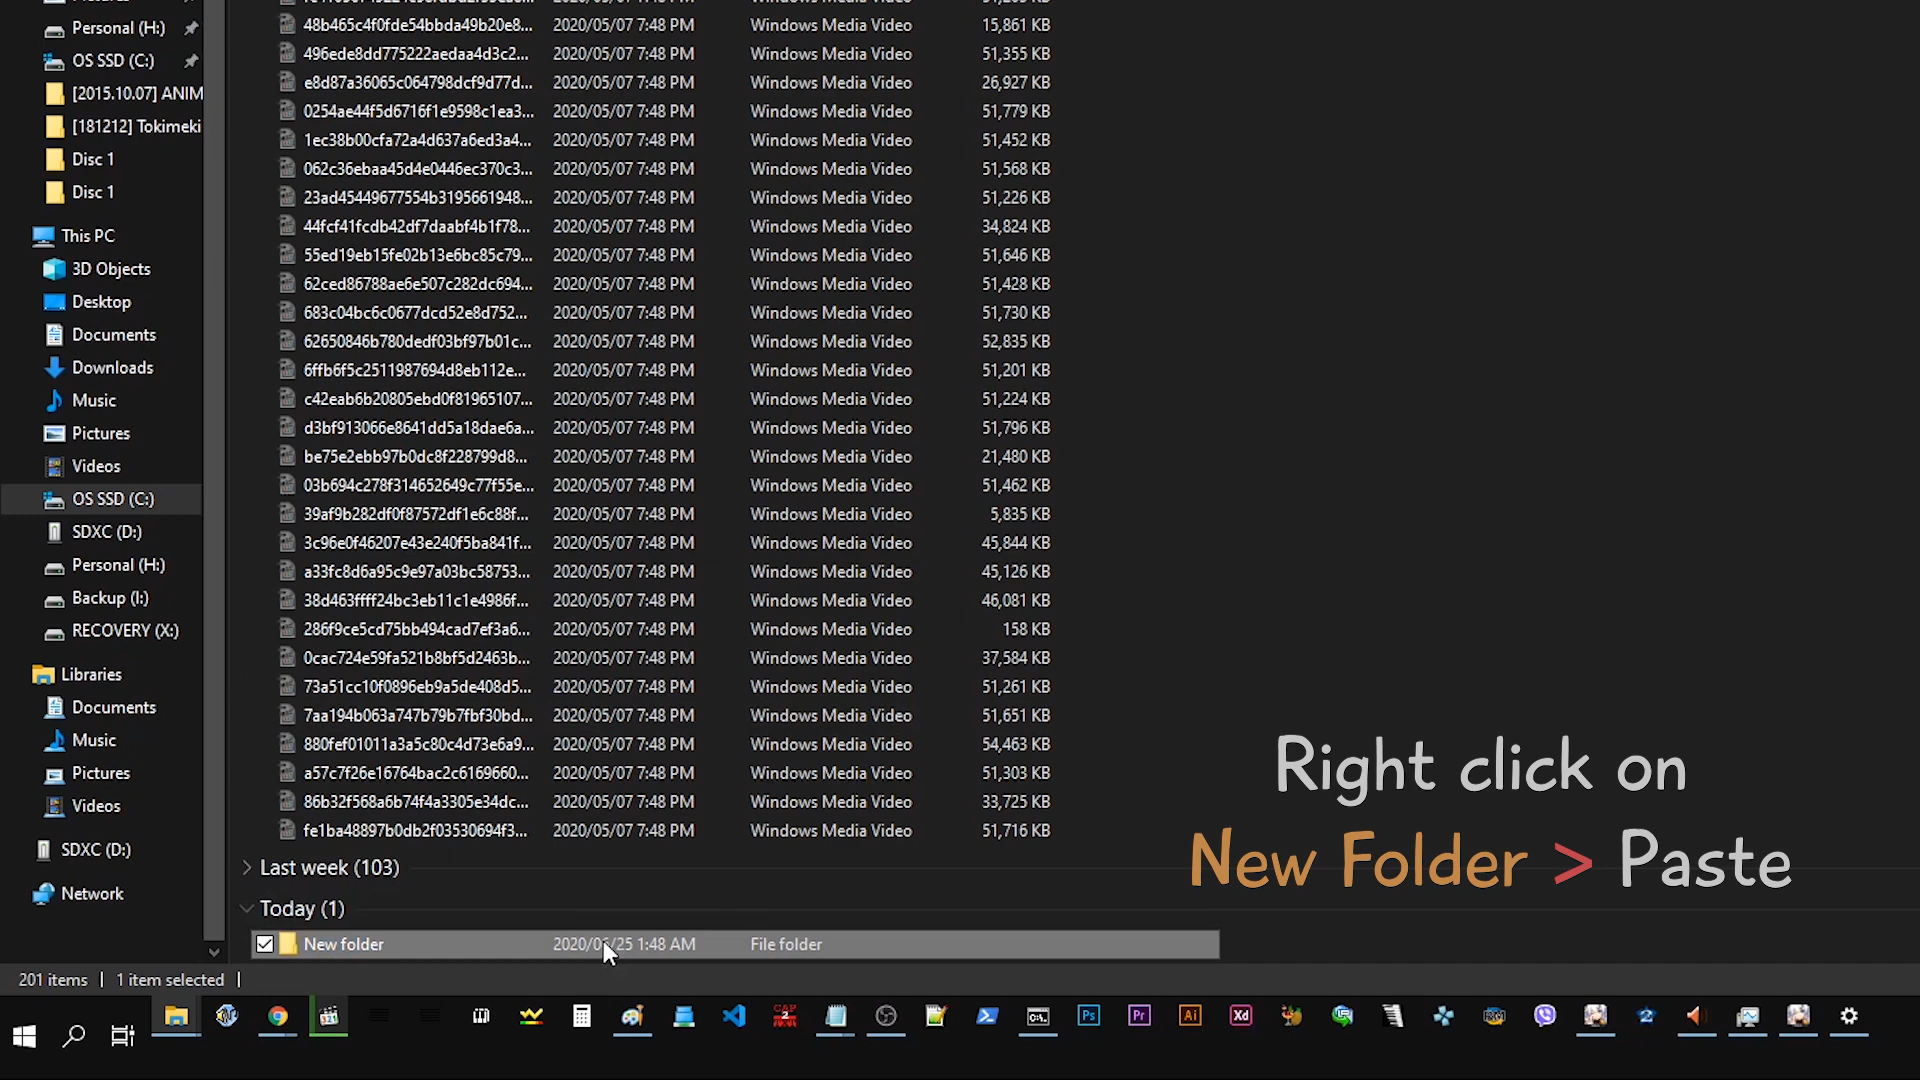 Personal (H:)
OS SSD (C:)
[2015.10.07] ANIM
[181212] Tokimeki
Disc 1
Disc 1
This PC
3D Objects
Desktop
Documents
Downloads
Music
Pictures
Videos
OS SSD (C:)
SDXC (D:)
Personal (H:)
Backup (I:)
RECOVERY (X:)
Libraries
Documents
Music
Pictures
Videos
SDXC (D:)
Network
48b465c4f0fde54bbda49b20e8... 2020/05/07 7:48 PM Windows Media Video 15,861 KB
496ede8dd775222aedaa4d3c2... 2020/05/07 7:48 PM Windows Media Video 51,355 KB
e8d87a36065c064798dcf9d77d... 2020/05/07 7:48 PM Windows Media Video 26,927 KB
0254ae44f5d6716f1e9598c1ea3... 2020/05/07 7:48 PM Windows Media Video 51,779 KB
1ec38b00cfa72a4d637a6ed3a4... 2020/05/07 7:48 PM Windows Media Video 51,452 KB
062c36ebaa45d4e0446ec370c3... 2020/05/07 7:48 PM Windows Media Video 51,568 KB
23ad45449677554b3195661948... 2020/05/07 7:48 PM Windows Media Video 51,226 KB
44fcf41fcdb42df7daabf4b1f78... 2020/05/07 7:48 PM Windows Media Video 34,824 KB
55ed19eb15fe02b13e6bc85c79... 2020/05/07 7:48 PM Windows Media Video 51,646 KB
62ced86788ae6e507c282dc694... 2020/05/07 7:48 PM Windows Media Video 51,428 KB
683c04bc6c0677dcd52e8d752... 2020/05/07 7:48 PM Windows Media Video 51,730 KB
62650846b780dedf03bf97b01c... 2020/05/07 7:48 PM Windows Media Video 52,835 KB
6ffb6f5c2511987694d8eb112e... 2020/05/07 7:48 PM Windows Media Video 51,201 KB
c42eab6b20805ebd0f81965107... 2020/05/07 7:48 PM Windows Media Video 51,224 KB
d3bf913066e8641dd5a18dae6a... 2020/05/07 7:48 PM Windows Media Video 51,796 KB
be75e2ebb97b0dc8f228799d8... 2020/05/07 7:48 PM Windows Media Video 21,480 KB
03b694c278f314652649c77f55e... 2020/05/07 7:48 PM Windows Media Video 51,462 KB
39af9b282df0f87572df1e6c88f... 2020/05/07 7:48 PM Windows Media Video 5,835 KB
3c96e0f46207e43e240f5ba841f... 2020/05/07 7:48 PM Windows Media Video 45,844 KB
a33fc8d6a95c9e97a03bc58753... 2020/05/07 7:48 PM Windows Media Video 45,126 KB
38d463ffff24bc3eb11c1e4986f... 2020/05/07 7:48 PM Windows Media Video 46,081 KB
286f9ce5cd75bb494cad7ef3a6... 2020/05/07 7:48 PM Windows Media Video 158 KB
0cac724e59fa521b8bf5d2463b... 2020/05/07 7:48 PM Windows Media Video 37,584 KB
73a51cc10f0896eb9a5de408d5... 2020/05/07 7:48 PM Windows Media Video 51,261 KB
7aa194b063a747b79b7fbf30bd... 2020/05/07 7:48 PM Windows Media Video 51,651 KB
880fef01011a3a5c80c4d73e6a9... 2020/05/07 7:48 PM Windows Media Video 54,463 KB
a57c7f26e16764bac2c6169660... 2020/05/07 7:48 PM Windows Media Video 51,303 KB
86b32f568a6b74f4a3305e34dc... 2020/05/07 7:48 PM Windows Media Video 33,725 KB
fe1ba48897b0db2f03530694f3... 2020/05/07 7:48 PM Windows Media Video 51,716 KB
Last week (103)
Today (1)
New folder 2020/06/25 1:48 AM File folder
Right click on
New Folder > Paste
201 items 1 item selected
Ps Pr Ai Xd